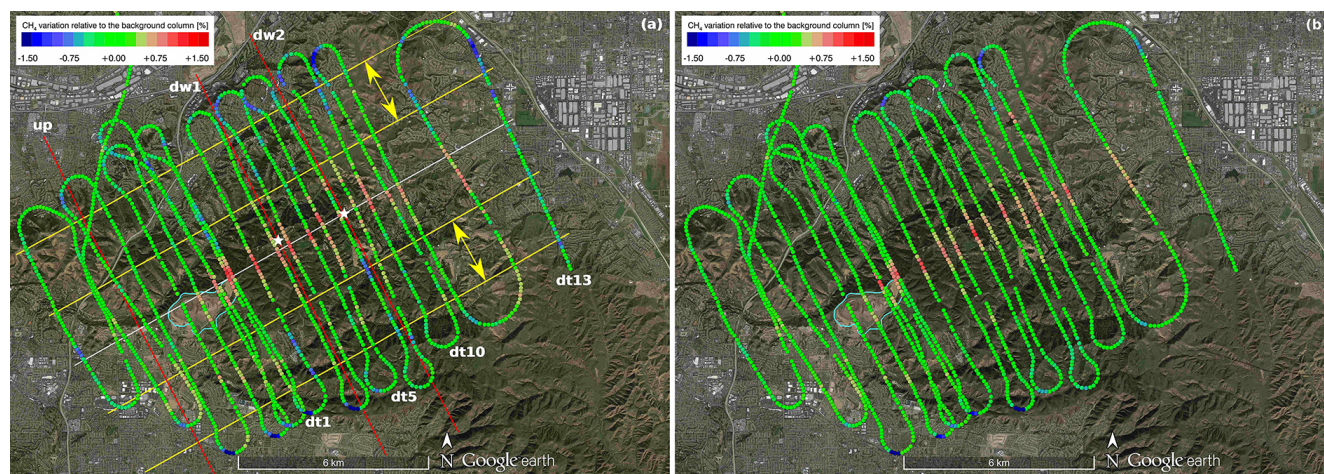 CH₄ variation relative to the background column [%]
-1.50 -0.75 +0.00 +0.75 +1.50
(a)
dw2
dw1
up
dt13
dt10
dt5
dt1
6 km
N Google earth
CH₄ variation relative to the background column [%]
-1.50 -0.75 +0.00 +0.75 +1.50
(b)
6 km
N Google earth